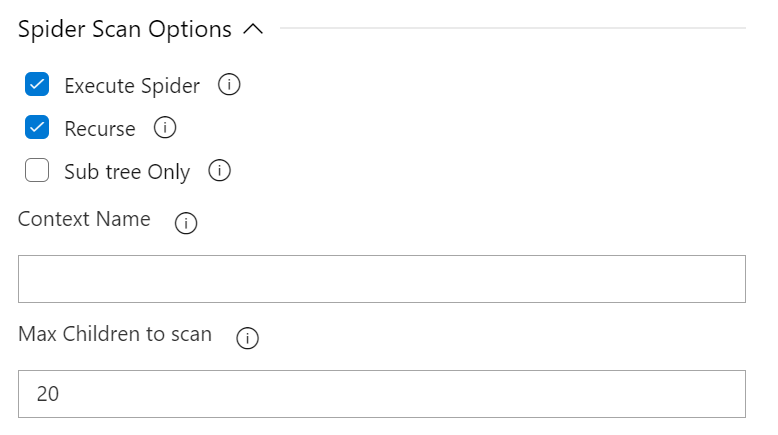 Spider Scan Options
Execute Spider
Recurse
Sub tree Only
Context Name
Max Children to scan
20